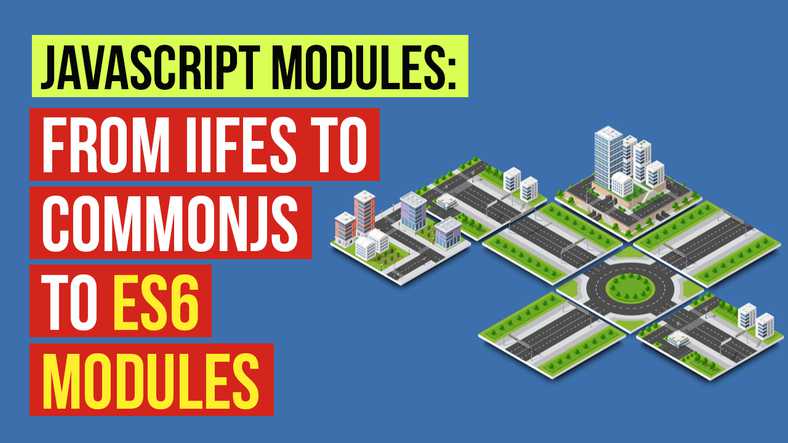 JAVASCRIPT MODULES:
FROM IIFES TO
COMMONJS
TO ES6
MODULES